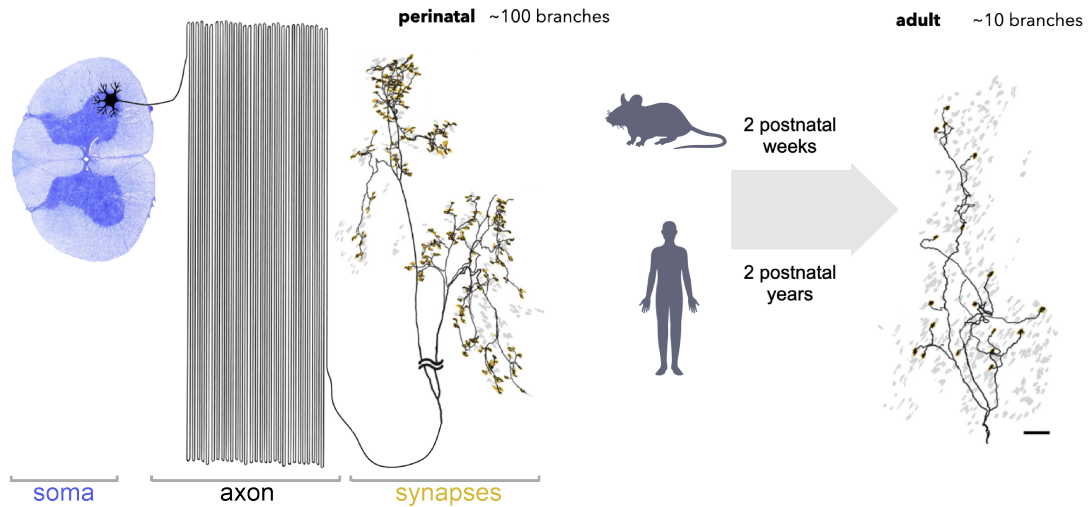 perinatal ~100 branches
adult ~10 branches
2 postnatal
weeks
2 postnatal
years
soma
axon
synapses